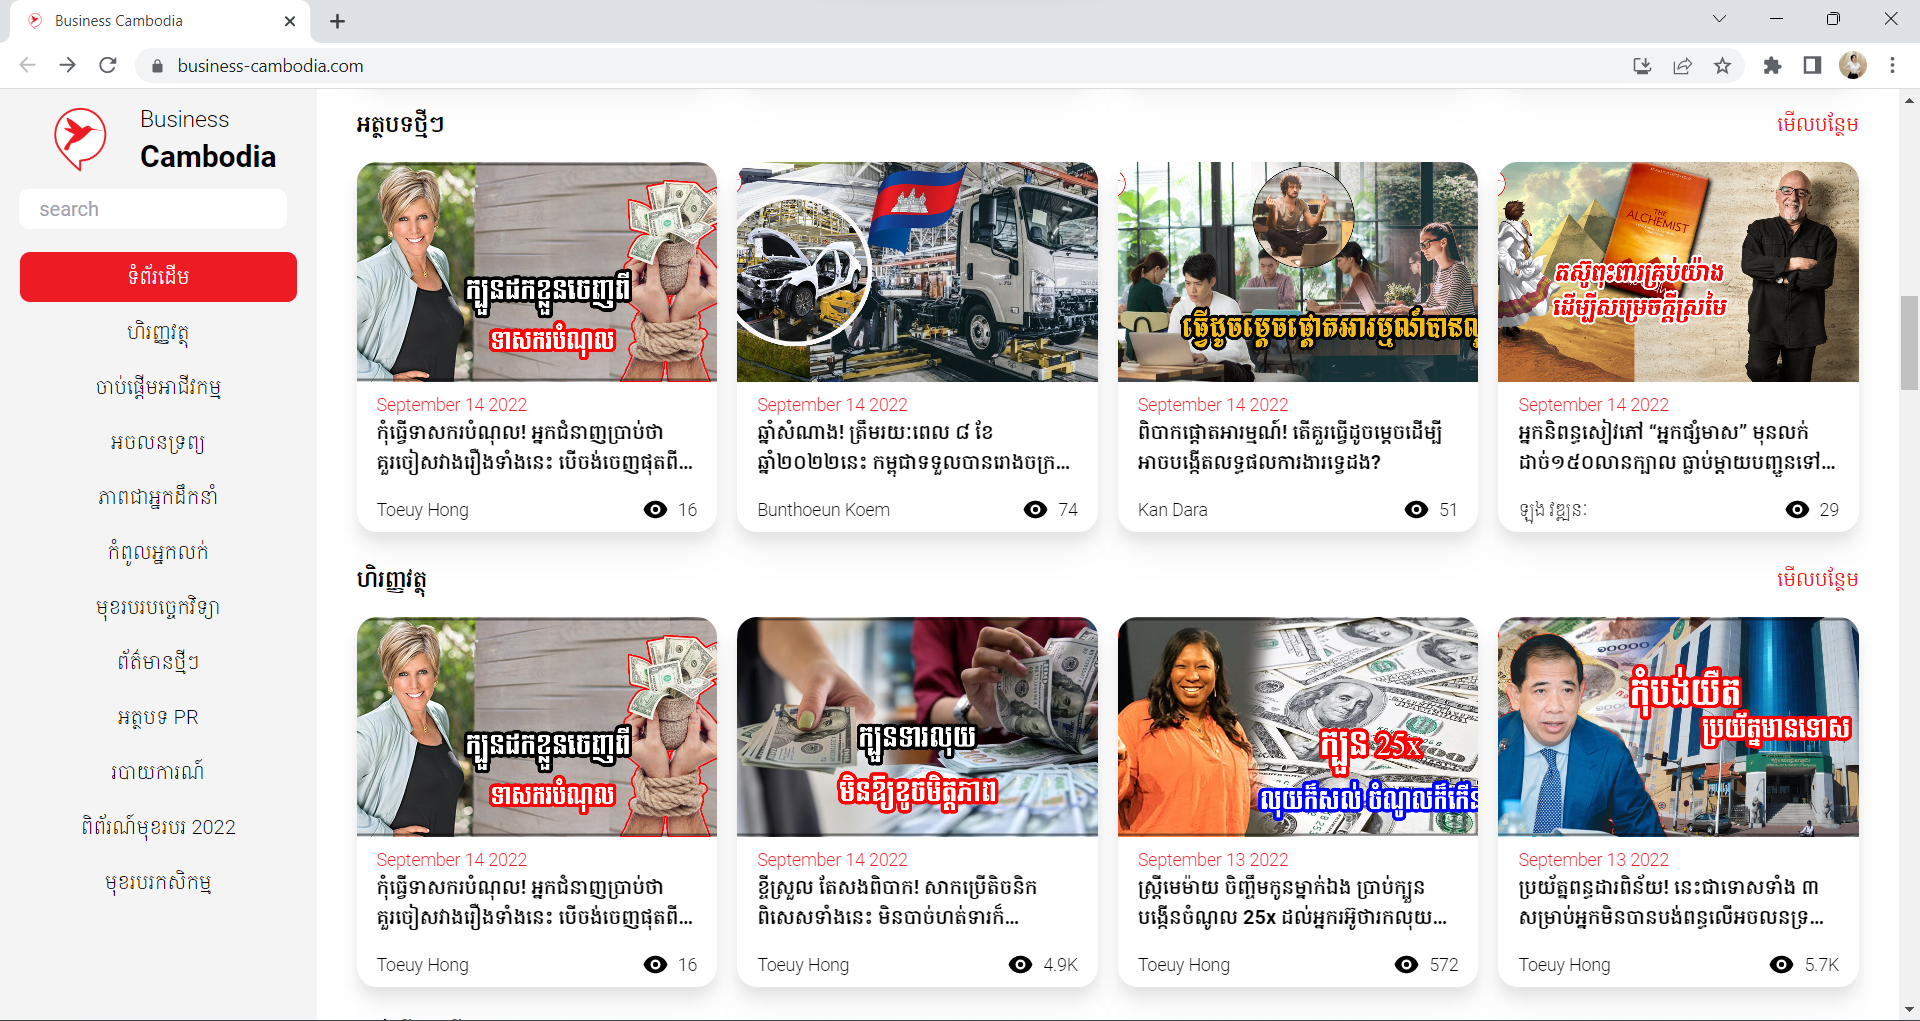 Business Cambodia
business-cambodia.com
Business
Cambodia
search
ទំព័រដើម
ហិរញ្ញវត្ថុ
ចាប់ផ្ដើមអាជីវកម្ម
អចលនទ្រព្យ
ភាពជាអ្នកដឹកនាំ
កំពូលអ្នកលក់
មុខរបរបច្ចេកវិទ្យា
ព័ត៌មានថ្មីៗ
អត្ថបទ PR
របាយការណ៍
ពិព័រណ៍មុខរបរ 2022
មុខរបរកសិកម្ម
អត្ថបទថ្មីៗ
មើលបន្ថែម
ក្បួនដកខ្លួនចេញពី
ទាសករបំណុល
September 14 2022
កុំធ្វើទាសករបំណុល! អ្នកជំនាញប្រាប់ថា
គួរចៀសវាងរឿងទាំងនេះ បើចង់ចេញផុតពី...
Toeuy Hong
16
September 14 2022
ឆ្នាំសំណាង! ត្រឹមរយៈពេល ៨ ខែ
ឆ្នាំ២០២២នេះ កម្ពុជាទទួលបានរោងចក្រ...
Bunthoeun Koem
74
ធ្វើដូចម្ដេចផ្ដោតអារម្មណ៍បានល្អ
September 14 2022
ពិបាកផ្ដោតអារម្មណ៍! តើគួរធ្វើដូចម្ដេចដើម្បី
អាចបង្កើតលទ្ធផលការងារទ្វេដង?
Kan Dara
51
THE
ALCHEMIST
តស៊ូពុះពារគ្រប់យ៉ាង
ដើម្បីសម្រេចក្ដីស្រមៃ
September 14 2022
អ្នកនិពន្ធសៀវភៅ “អ្នកផ្សំមាស” មុនលក់
ដាច់១៥០លានក្បាល ធ្លាប់ម្ដាយបញ្ជូនទៅ...
ឡុង វឌ្ឍនៈ
29
ហិរញ្ញវត្ថុ
មើលបន្ថែម
ក្បួនដកខ្លួនចេញពី
ទាសករបំណុល
September 14 2022
កុំធ្វើទាសករបំណុល! អ្នកជំនាញប្រាប់ថា
គួរចៀសវាងរឿងទាំងនេះ បើចង់ចេញផុតពី...
Toeuy Hong
16
ក្បួនទារលុយ
មិនឱ្យខូចមិត្តភាព
September 14 2022
ខ្ចីស្រួល តែសងពិបាក! សាកប្រើតិចនិក
ពិសេសទាំងនេះ មិនបាច់ហត់ទារក៏...
Toeuy Hong
4.9K
ក្បួន 25x
លុយក៏សល់ ចំណូលក៏កើន
September 13 2022
ស្ត្រីមេម៉ាយ ចិញ្ចឹមកូនម្នាក់ឯង ប្រាប់ក្បួន
បង្កើនចំណូល 25x ដល់អ្នករអ៊ូថារកលុយ...
Toeuy Hong
572
កុំបង់យឺត
ប្រយ័ត្នមានទោស
September 13 2022
ប្រយ័ត្នពន្ធដារពិន័យ! នេះជាទោសទាំង ៣
សម្រាប់អ្នកមិនបានបង់ពន្ធលើអចលនទ្រ...
Toeuy Hong
5.7K